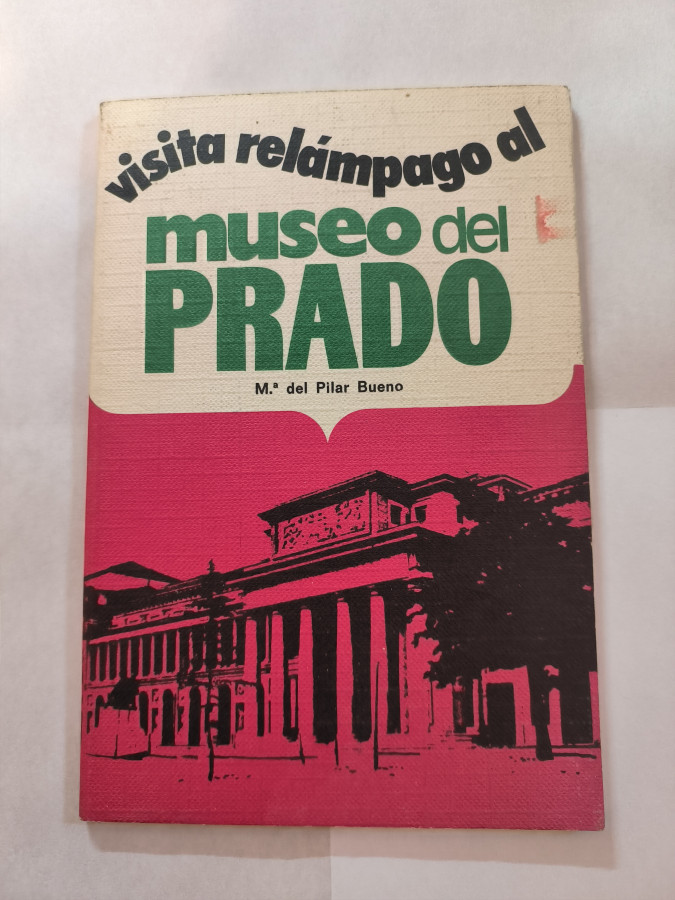 visita relámpago al
museo del
PRADO
M.ª del Pilar Bueno